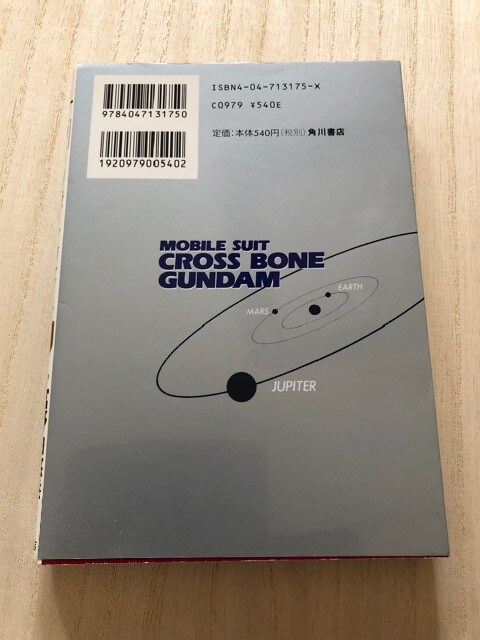 ISBN4-04-713175-X
C0979 ¥540E
定価:本体540円(税別) 角川書店
9784047131750
1920979005402
MOBILE SUIT
CROSS BONE
GUNDAM
EARTH
MARS
JUPITER